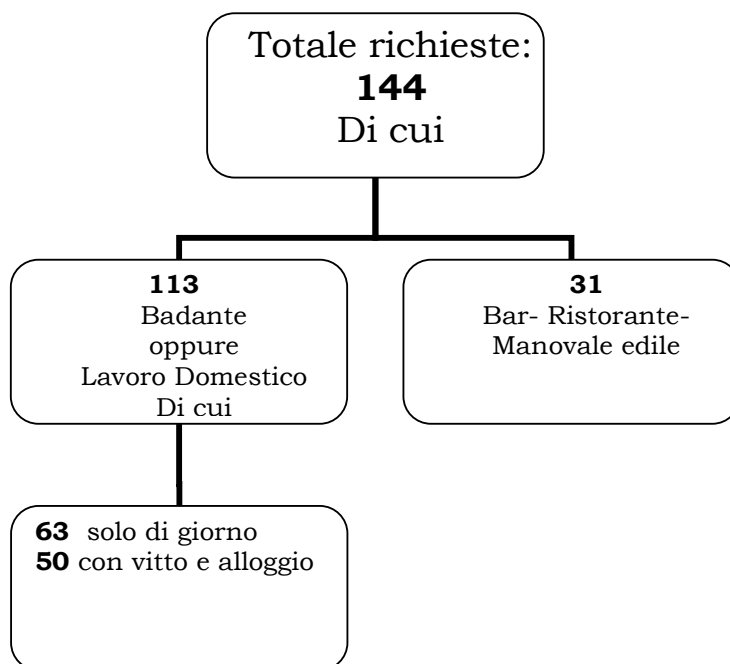 Totale richieste:
144
Di cui
113
Badante
oppure
Lavoro Domestico
Di cui
31
Bar- Ristorante-
Manovale edile
63 solo di giorno
50 con vitto e alloggio